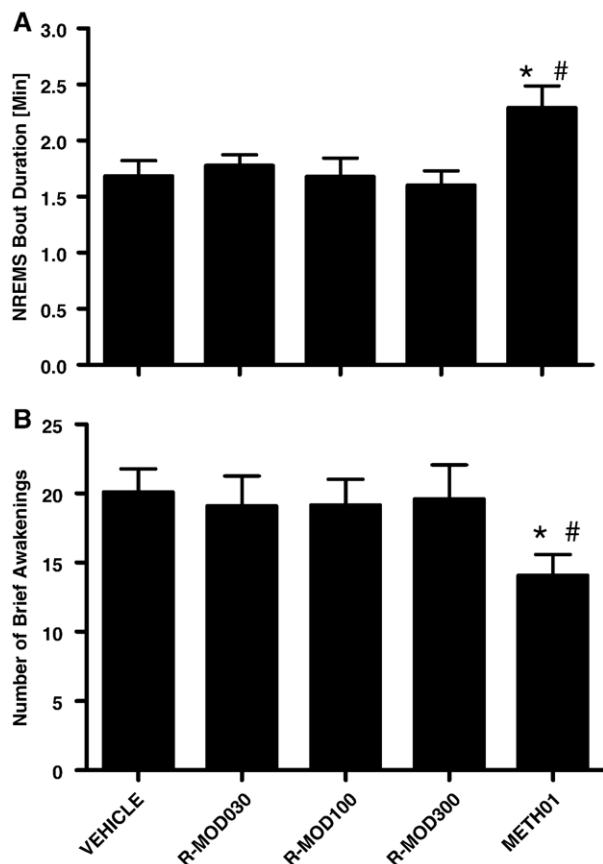 A
NREMS Bout Duration [Min]
3.0
2.5
2.0
1.5
1.0
0.5
0.0
* #
B
Number of Brief Awakenings
25
20
15
10
5
0
* #
VEHICLE
R-MOD030
R-MOD100
R-MOD300
METH01